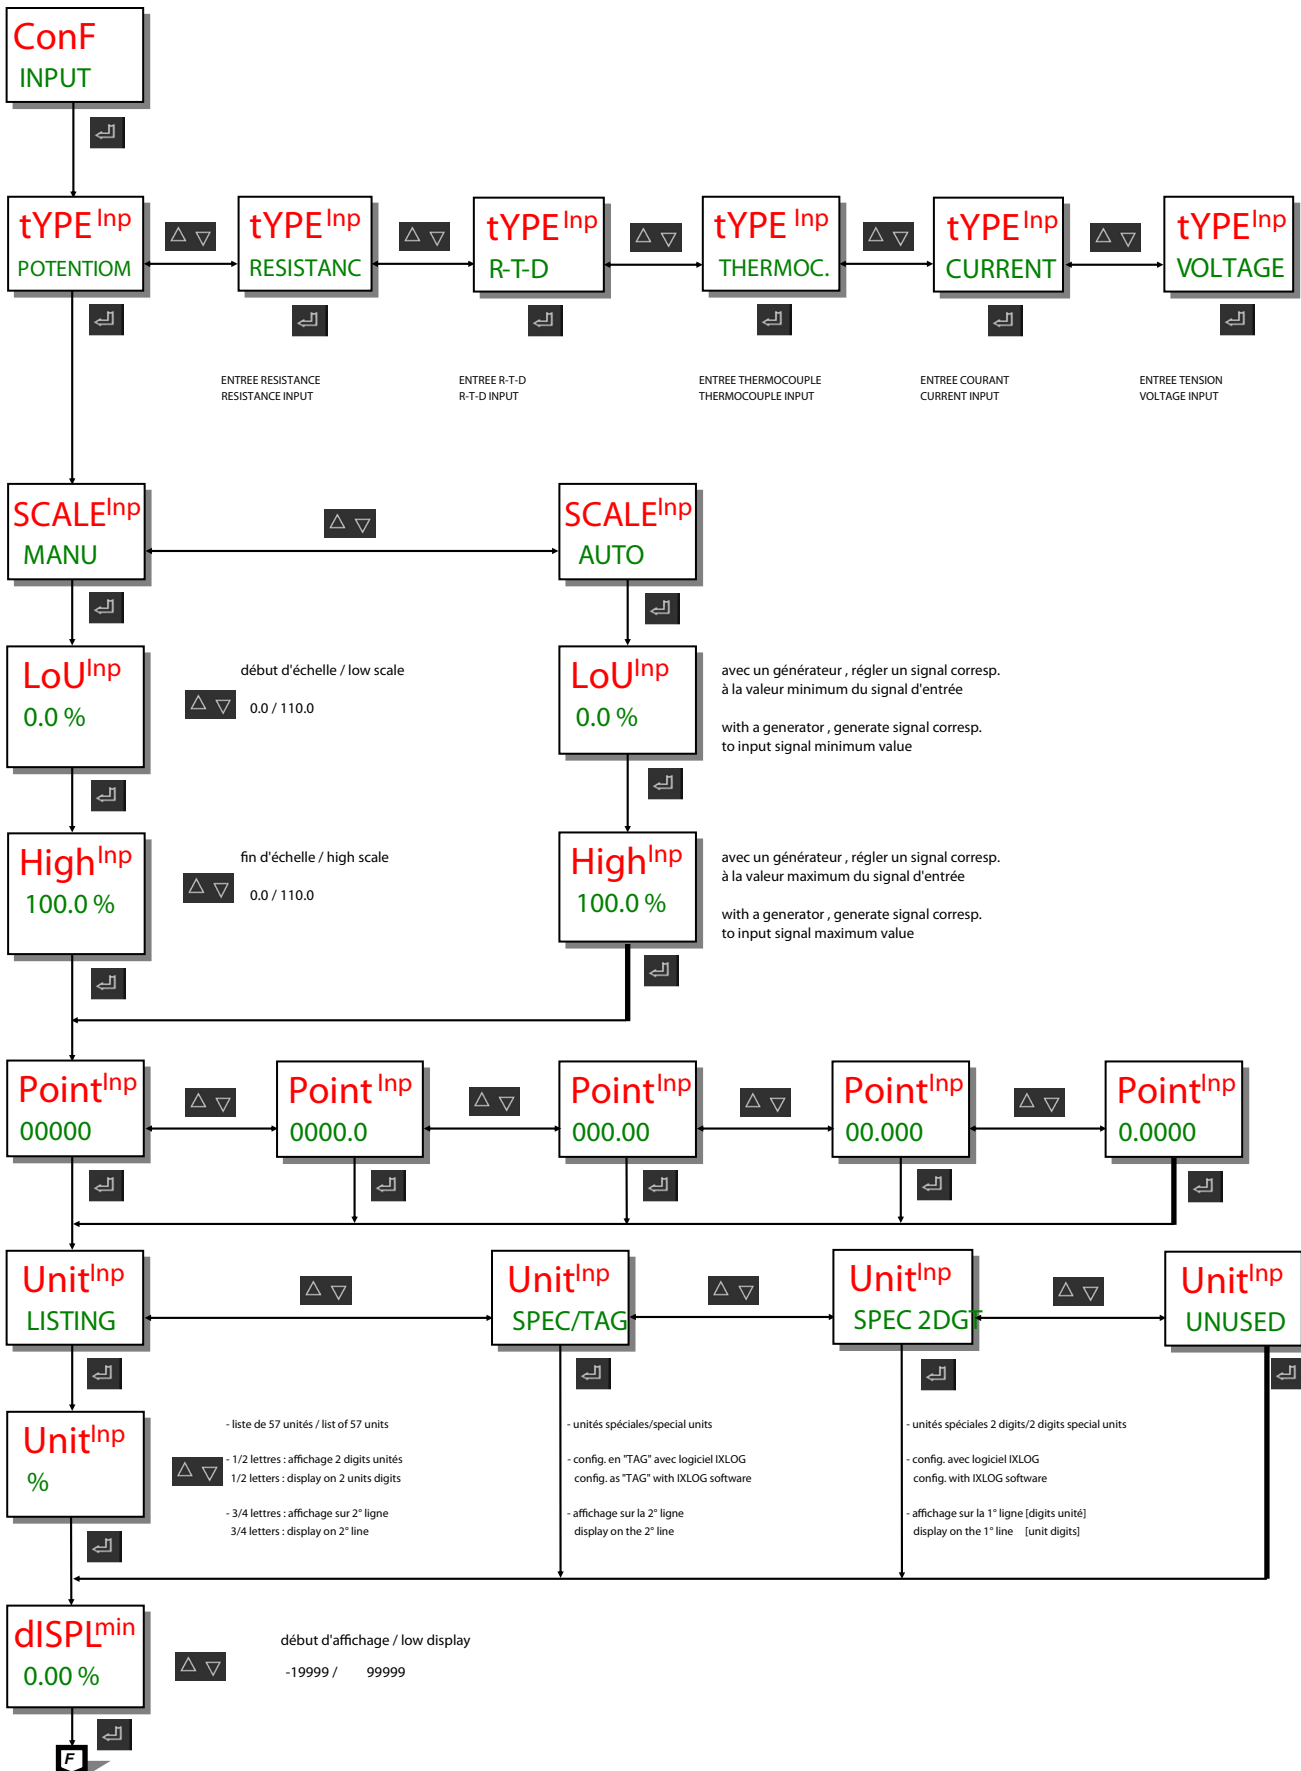 ConF
INPUT
tYPE Inp
POTENTIOM
tYPE Inp
RESISTANC
tYPE Inp
R-T-D
tYPE Inp
THERMOC.
tYPE Inp
CURRENT
tYPE Inp
VOLTAGE
ENTREE RESISTANCE
RESISTANCE INPUT
ENTREE R-T-D
R-T-D INPUT
ENTREE THERMOCOUPLE
THERMOCOUPLE INPUT
ENTREE COURANT
CURRENT INPUT
ENTREE TENSION
VOLTAGE INPUT
SCALE Inp
MANU
SCALE Inp
AUTO
LoU Inp
0.0 %
début d'échelle / low scale
0.0 / 110.0
LoU Inp
0.0 %
avec un générateur , régler un signal corresp.
à la valeur minimum du signal d'entrée
with a generator , generate signal corresp.
to input signal minimum value
High Inp
100.0 %
fin d'échelle / high scale
0.0 / 110.0
High Inp
100.0 %
avec un générateur , régler un signal corresp.
à la valeur maximum du signal d'entrée
with a generator , generate signal corresp.
to input signal maximum value
Point Inp
00000
Point Inp
0000.0
Point Inp
000.00
Point Inp
00.000
Point Inp
0.0000
Unit Inp
LISTING
Unit Inp
SPEC/TAG
Unit Inp
SPEC 2DGT
Unit Inp
UNUSED
Unit Inp
%
- liste de 57 unités / list of 57 units
- 1/2 lettres : affichage 2 digits unités
1/2 letters : display on 2 units digits
- 3/4 lettres : affichage sur 2° ligne
3/4 letters : display on 2° line
- unités spéciales/special units
- config. en "TAG" avec logiciel IXLOG
config. as "TAG" with IXLOG software
- affichage sur la 2° ligne
display on the 2° line
- unités spéciales 2 digits/2 digits special units
- config. avec logiciel IXLOG
config. with IXLOG software
- affichage sur la 1° ligne [digits unité]
display on the 1° line [unit digits]
dISPL min
0.00 %
début d'affichage / low display
-19999 / 99999
F